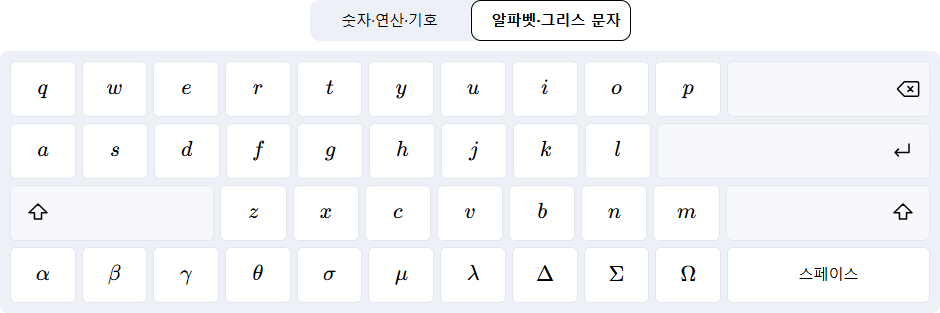 숫자·연산·기호 알파벳·그리스 문자
q w e r t y u i o p
a s d f g h j k l
z x c v b n m
α β γ θ σ μ λ Δ Σ Ω 스페이스